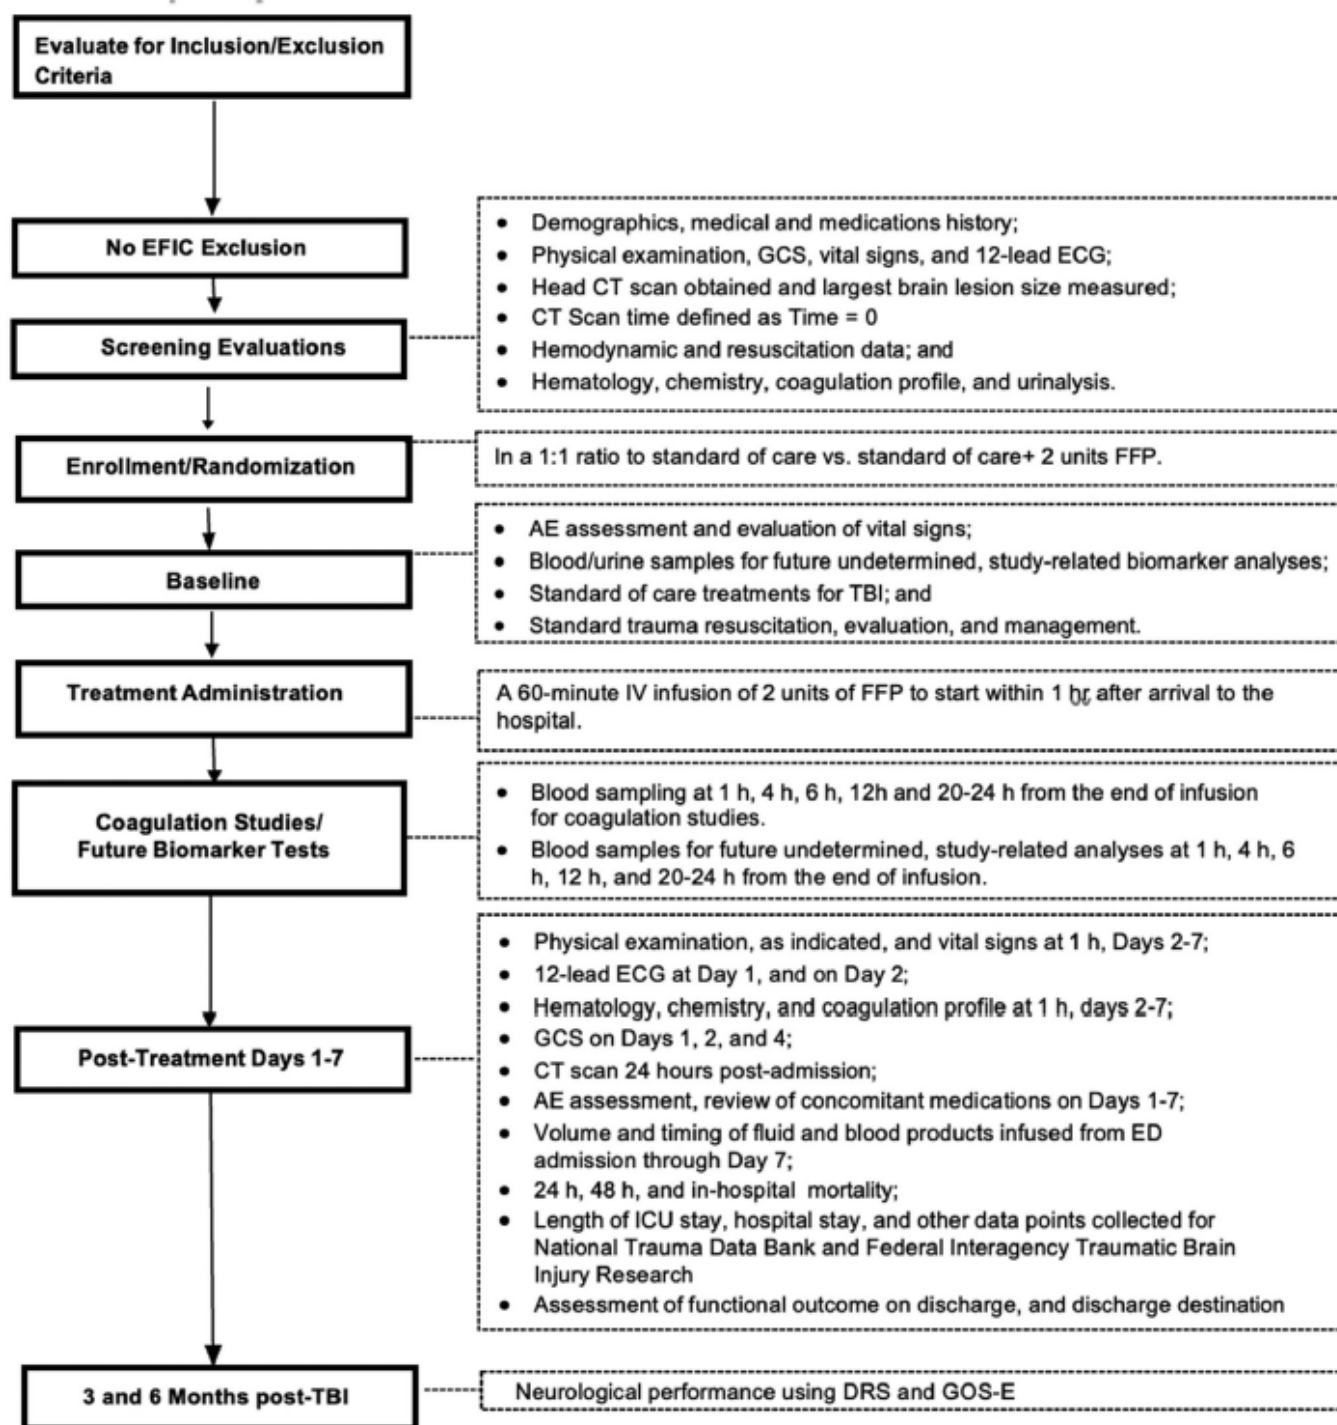 Evaluate for Inclusion/Exclusion
Criteria
No EFIC Exclusion
Screening Evaluations
• Demographics, medical and medications history;
• Physical examination, GCS, vital signs, and 12-lead ECG;
• Head CT scan obtained and largest brain lesion size measured;
• CT Scan time defined as Time = 0
• Hemodynamic and resuscitation data; and
• Hematology, chemistry, coagulation profile, and urinalysis.
Enrollment/Randomization
In a 1:1 ratio to standard of care vs. standard of care+ 2 units FFP.
Baseline
• AE assessment and evaluation of vital signs;
• Blood/urine samples for future undetermined, study-related biomarker analyses;
• Standard of care treatments for TBI; and
• Standard trauma resuscitation, evaluation, and management.
Treatment Administration
A 60-minute IV infusion of 2 units of FFP to start within 1 hr after arrival to the
hospital.
Coagulation Studies/
Future Biomarker Tests
• Blood sampling at 1 h, 4 h, 6 h, 12h and 20-24 h from the end of infusion
for coagulation studies.
• Blood samples for future undetermined, study-related analyses at 1 h, 4 h, 6
h, 12 h, and 20-24 h from the end of infusion.
Post-Treatment Days 1-7
• Physical examination, as indicated, and vital signs at 1 h, Days 2-7;
• 12-lead ECG at Day 1, and on Day 2;
• Hematology, chemistry, and coagulation profile at 1 h, days 2-7;
• GCS on Days 1, 2, and 4;
• CT scan 24 hours post-admission;
• AE assessment, review of concomitant medications on Days 1-7;
• Volume and timing of fluid and blood products infused from ED
admission through Day 7;
• 24 h, 48 h, and in-hospital mortality;
• Length of ICU stay, hospital stay, and other data points collected for
National Trauma Data Bank and Federal Interagency Traumatic Brain
Injury Research
• Assessment of functional outcome on discharge, and discharge destination
3 and 6 Months post-TBI
Neurological performance using DRS and GOS-E